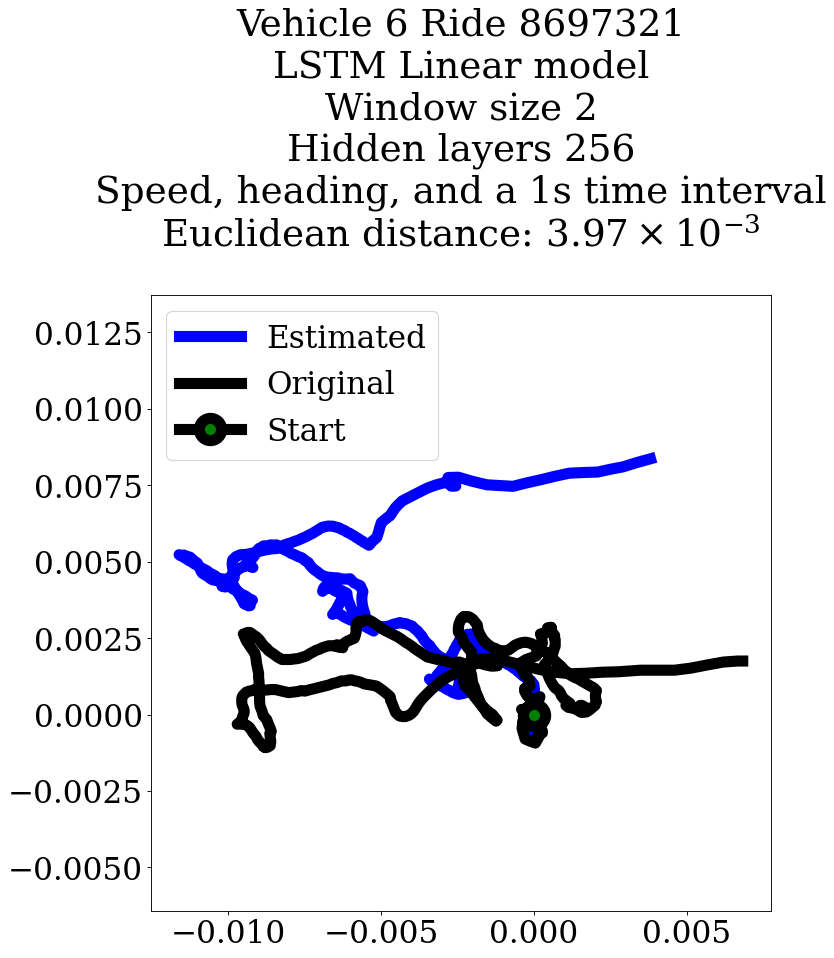 Vehicle 6 Ride 8697321
LSTM Linear model
Window size 2
Hidden layers 256
Speed, heading, and a 1s time interval
Euclidean distance: 3.97 × 10⁻³
Estimated
Original
Start
0.0125
0.0100
0.0075
0.0050
0.0025
0.0000
−0.0025
−0.0050
−0.010 −0.005 0.000 0.005